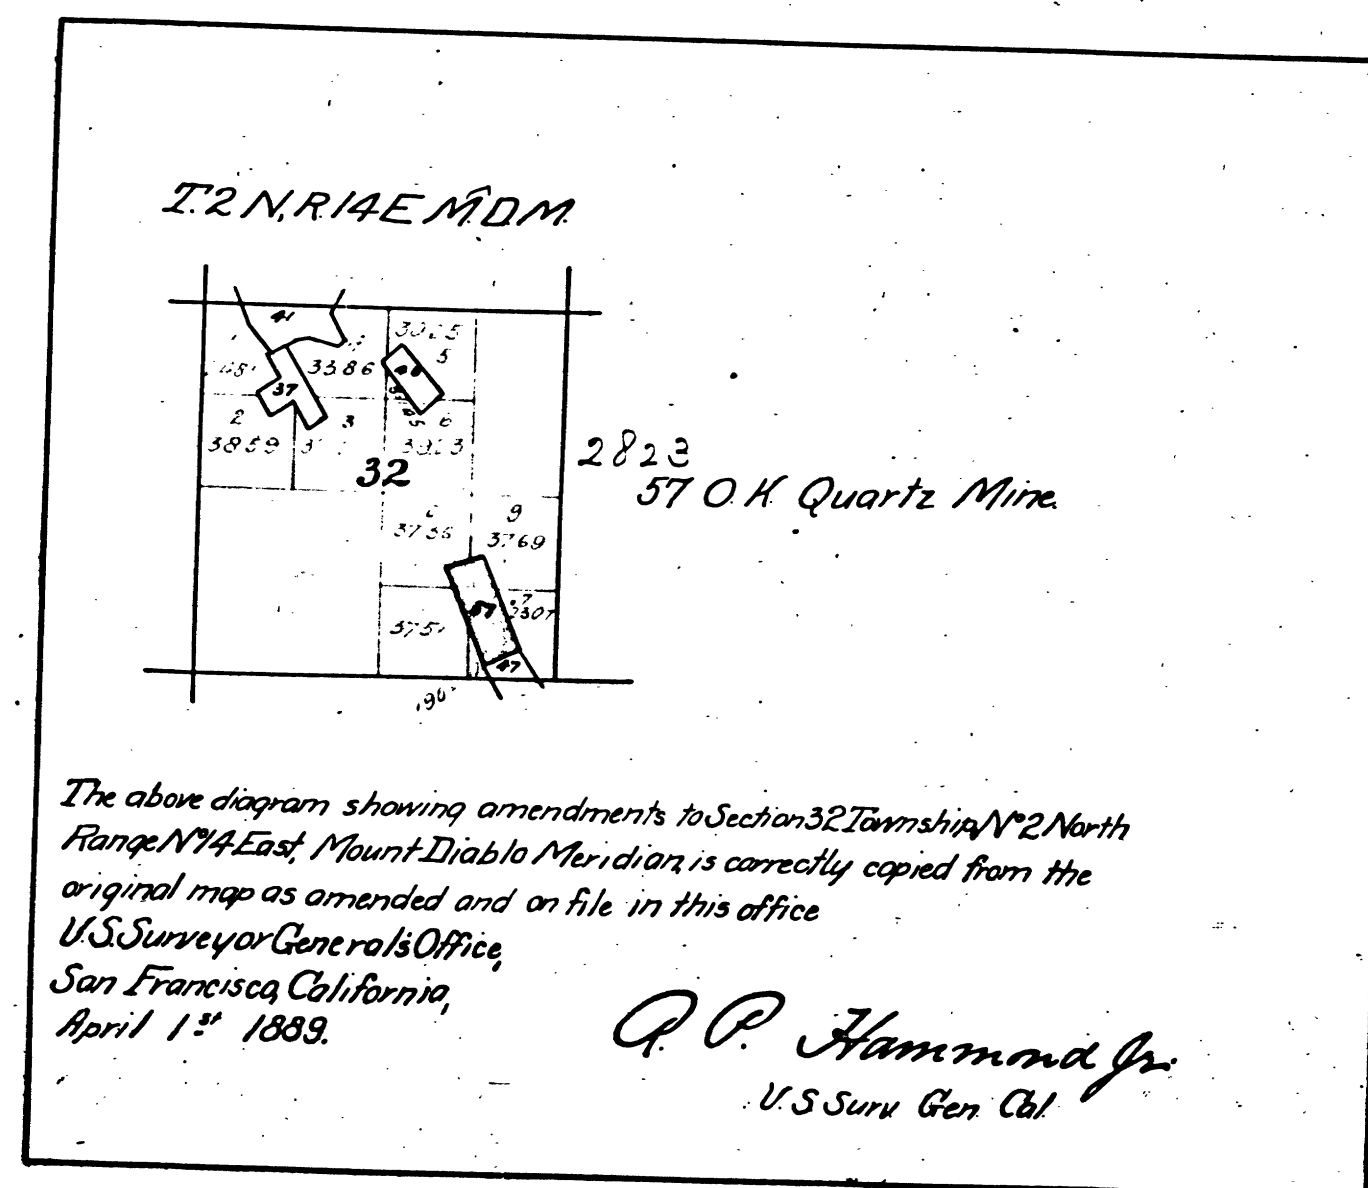 T. 2 N, R. 14 E M. D. M.
41
3925
5
3386
46
37
2
3859
3
6
32
2823
57 O. K. Quartz Mine.
9
3769
57
2307
47
The above diagram showing amendments to Section 32 Township, Nº 2 North
Range Nº 14 East, Mount Diablo Meridian, is correctly copied from the
original map as amended and on file in this office
U.S. Surveyor General's Office,
San Francisco, California,
April 1st 1889.
R. P. Hammond Jr.
U. S Surv. Gen. Cal.